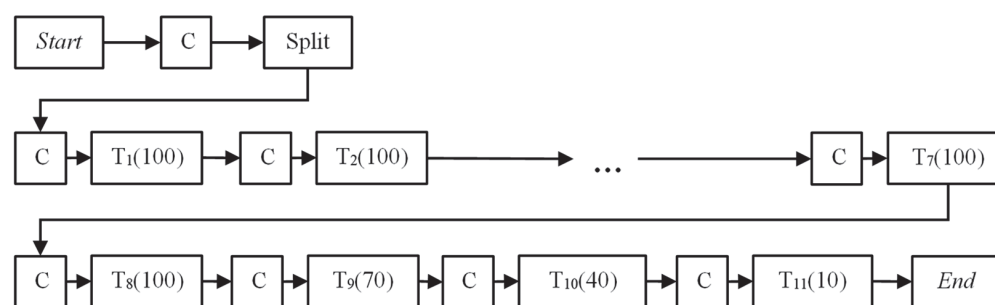 Start C Split
C T₁(100) C T₂(100) ... C T₇(100)
C T₈(100) C T₉(70) C T₁₀(40) C T₁₁(10) End